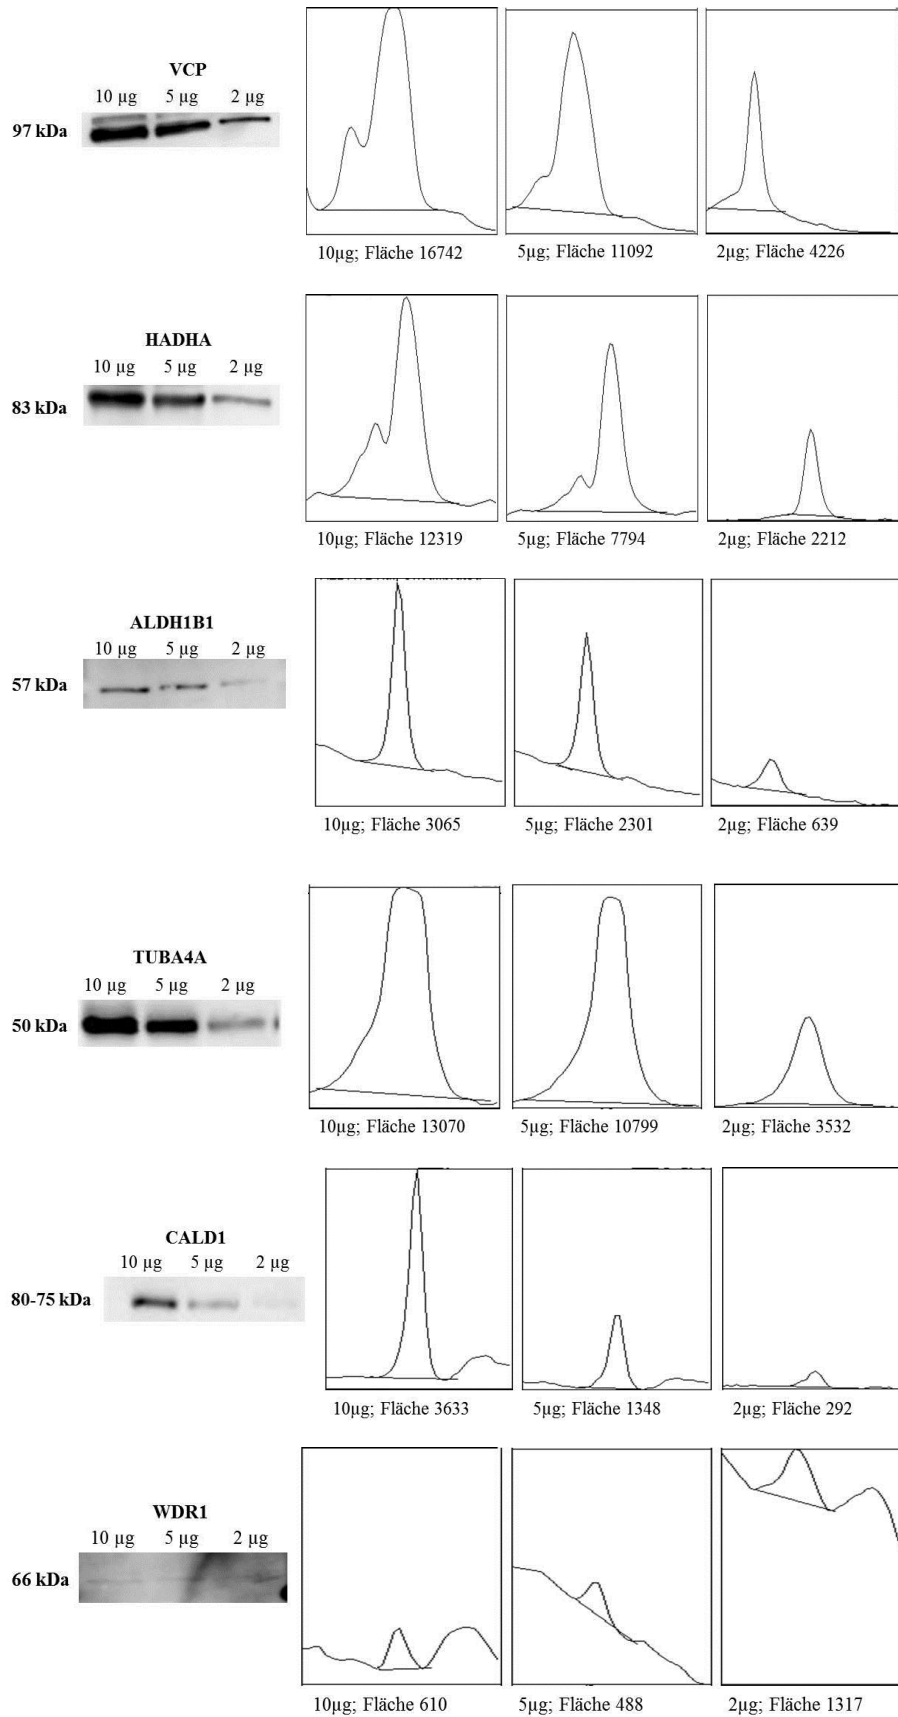 VCP
10 µg 5 µg 2 µg
97 kDa
10µg; Fläche 16742
5µg; Fläche 11092
2µg; Fläche 4226
HADHA
10 µg 5 µg 2 µg
83 kDa
10µg; Fläche 12319
5µg; Fläche 7794
2µg; Fläche 2212
ALDH1B1
10 µg 5 µg 2 µg
57 kDa
10µg; Fläche 3065
5µg; Fläche 2301
2µg; Fläche 639
TUBA4A
10 µg 5 µg 2 µg
50 kDa
10µg; Fläche 13070
5µg; Fläche 10799
2µg; Fläche 3532
CALD1
10 µg 5 µg 2 µg
80-75 kDa
10µg; Fläche 3633
5µg; Fläche 1348
2µg; Fläche 292
WDR1
10 µg 5 µg 2 µg
66 kDa
10µg; Fläche 610
5µg; Fläche 488
2µg; Fläche 1317